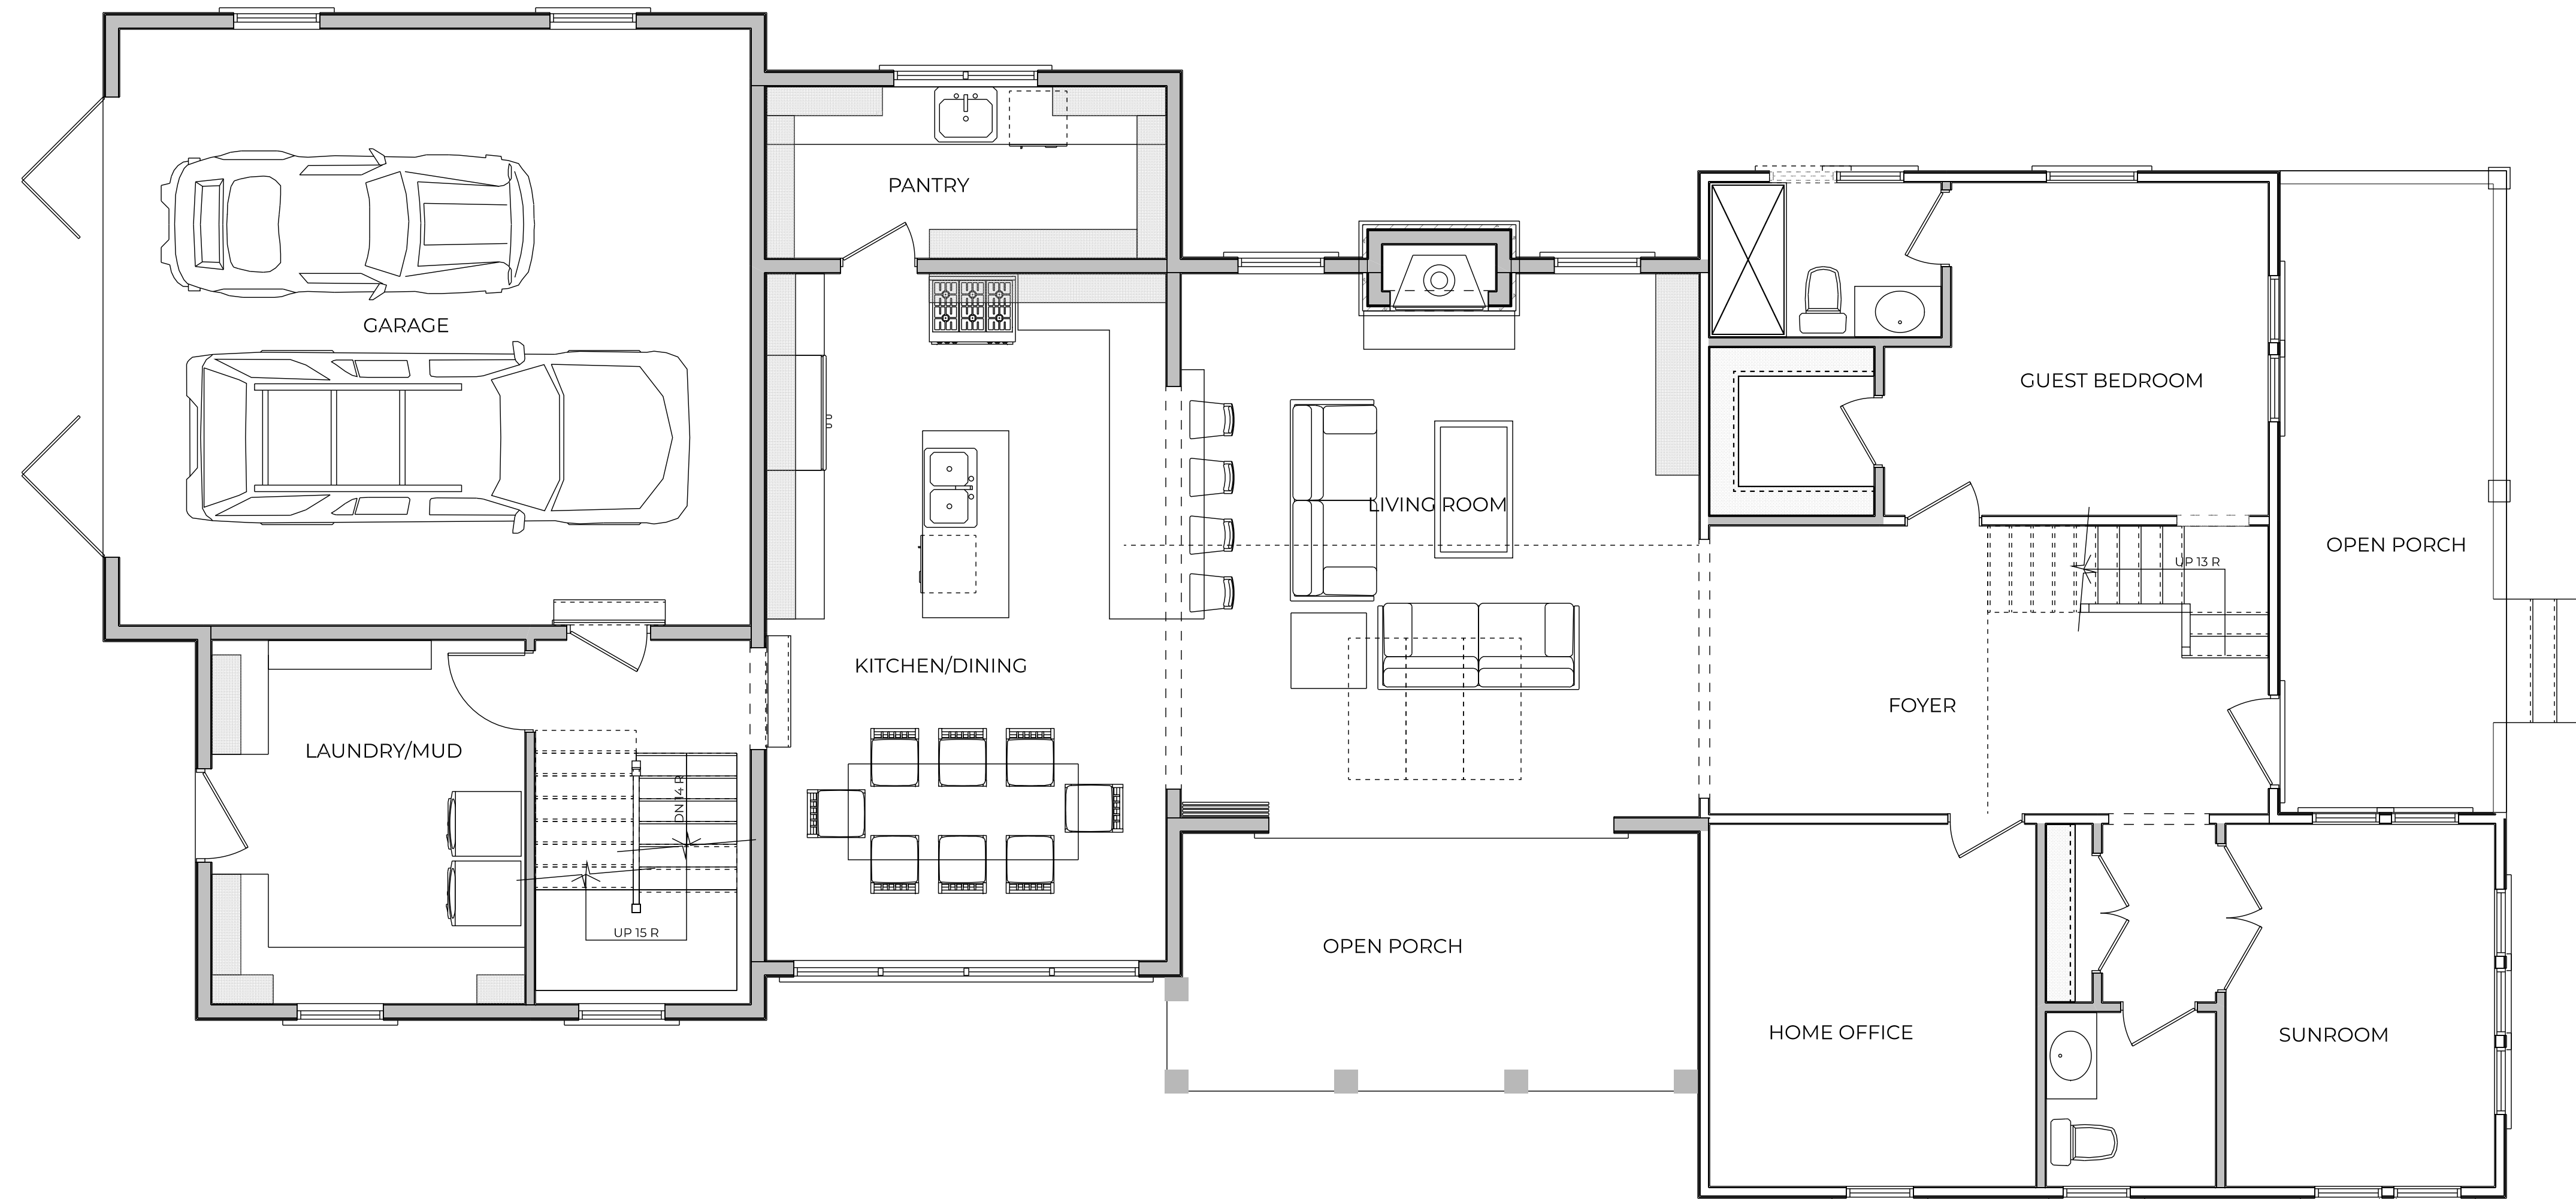 PANTRY
GARAGE
GUEST BEDROOM
LIVING ROOM
OPEN PORCH
UP 13 R
KITCHEN/DINING
FOYER
LAUNDRY/MUD
DN 14 R
UP 15 R
OPEN PORCH
HOME OFFICE
SUNROOM